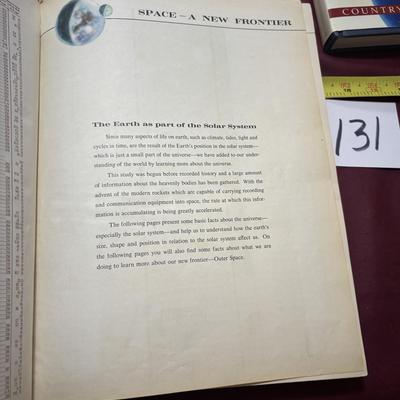 SPACE — A NEW FRONTIER
COUNTRY
The Earth as part of the Solar System
Since many aspects of life on earth, such as climate, tides, light and
cycles in time, are the result of the Earth's position in the solar system—
which is just a small part of the universe—we have added to our under-
standing of the world by learning more about the universe.
This study was begun before recorded history and a large amount
of information about the heavenly bodies has been gathered. With the
advent of the modern rockets which are capable of carrying recording
and communication equipment into space, the rate at which this infor-
mation is accumulating is being greatly accelerated.
The following pages present some basic facts about the universe—
especially the solar system—and help us to understand how the earth's
size, shape and position in relation to the solar system affect us. On
the following pages you will also find some facts about what we are
doing to learn more about our new frontier—Outer Space.
131